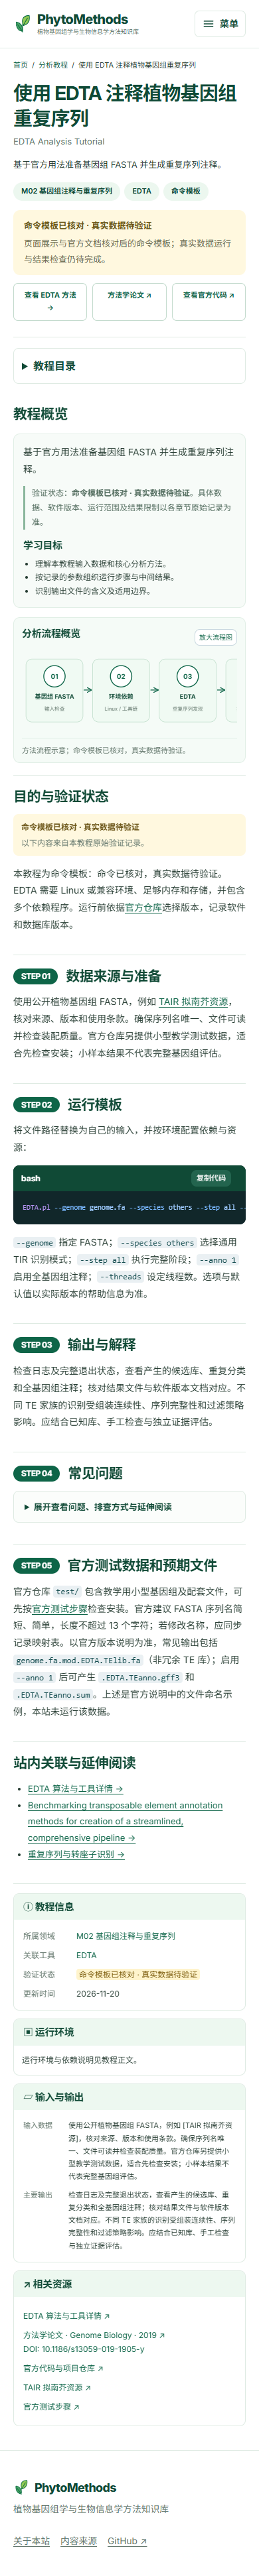 PhytoMethods
植物基因组学与生物信息学方法知识库
菜单
首页 / 分析教程 / 使用 EDTA 注释植物基因组重复序列
使用 EDTA 注释植物基因组
重复序列
EDTA Analysis Tutorial
基于官方用法准备基因组 FASTA 并生成重复序列注释。
M02 基因组注释与重复序列
EDTA
命令模板
命令模板已核对 · 真实数据待验证
页面展示与官方文档核对后的命令模板；真实数据运行
与结果检查仍待完成。
查看 EDTA 方法
→
方法学论文 ↗
查看官方代码 ↗
▶ 教程目录
教程概览
基于官方用法准备基因组 FASTA 并生成重复序列注
释。
验证状态：命令模板已核对 · 真实数据待验证。具体数
据、软件版本、运行范围及结果限制以各章节原始记录为
准。
学习目标
• 理解本教程输入数据和核心分析方法。
• 按记录的参数组织运行步骤与中间结果。
• 识别输出文件的含义及适用边界。
分析流程概览
放大流程图
01
基因组 FASTA
输入检查
02
环境依赖
Linux / 工具链
03
EDTA
重复序列发现
方法流程示意；命令模板已核对，真实数据待验证。
目的与验证状态
命令模板已核对 · 真实数据待验证
以下内容来自本教程原始验证记录。
本教程为命令模板：命令已核对，真实数据待验证。
EDTA 需要 Linux 或兼容环境、足够内存和存储，并包含
多个依赖程序。运行前依据官方仓库选择版本，记录软件
和数据库版本。
STEP 01 数据来源与准备
使用公开植物基因组 FASTA，例如 TAIR 拟南芥资源，
核对来源、版本和使用条款。确保序列名唯一、文件可读
并检查装配质量。官方仓库另提供小型教学测试数据，适
合先检查安装；小样本结果不代表完整基因组评估。
STEP 02 运行模板
将文件路径替换为自己的输入，并按环境配置依赖与资
源：
bash
复制代码
EDTA.pl --genome genome.fa --species others --step all --
--genome 指定 FASTA；--species others 选择通用
TIR 识别模式；--step all 执行完整阶段；--anno 1
启用全基因组注释；--threads 设定线程数。选项与默
认值以实际版本的帮助信息为准。
STEP 03 输出与解释
检查日志及完整退出状态，查看产生的候选库、重复分类
和全基因组注释；核对结果文件与软件版本文档对应。不
同 TE 家族的识别受组装连续性、序列完整性和过滤策略
影响。应结合已知库、手工检查与独立证据评估。
STEP 04 常见问题
▶ 展开查看问题、排查方式与延伸阅读
STEP 05 官方测试数据和预期文件
官方仓库 test/ 包含教学用小型基因组及配套文件，可
先按官方测试步骤检查安装。官方建议 FASTA 序列名简
短、简单，长度不超过 13 个字符；若修改名称，应同步
记录映射表。以官方版本说明为准，常见输出包括
genome.fa.mod.EDTA.TElib.fa（非冗余 TE 库）；启用
--anno 1 后可产生 .EDTA.TEanno.gff3 和
.EDTA.TEanno.sum。上述是官方说明中的文件命名示
例，本站未运行该数据。
站内关联与延伸阅读
• EDTA 算法与工具详情 →
• Benchmarking transposable element annotation
methods for creation of a streamlined,
comprehensive pipeline →
• 重复序列与转座子识别 →
教程信息
所属领域 M02 基因组注释与重复序列
关联工具 EDTA
验证状态 命令模板已核对 · 真实数据待验证
更新时间 2026-11-20
运行环境
运行环境与依赖说明见教程正文。
输入与输出
输入数据 使用公开植物基因组 FASTA，例如 [TAIR 拟南芥资
源]，核对来源、版本和使用条款。确保序列名唯
一、文件可读并检查装配质量。官方仓库另提供小
型教学测试数据，适合先检查安装；小样本结果不
代表完整基因组评估。
主要输出 检查日志及完整退出状态，查看产生的候选库、重
复分类和全基因组注释；核对结果文件与软件版本
文档对应。不同 TE 家族的识别受组装连续性、序列
完整性和过滤策略影响。应结合已知库、手工检查
与独立证据评估。
↗ 相关资源
EDTA 算法与工具详情 ↗
方法学论文 · Genome Biology · 2019 ↗
DOI: 10.1186/s13059-019-1905-y
官方代码与项目仓库 ↗
TAIR 拟南芥资源 ↗
官方测试步骤 ↗
PhytoMethods
植物基因组学与生物信息学方法知识库
关于本站 内容来源 GitHub ↗